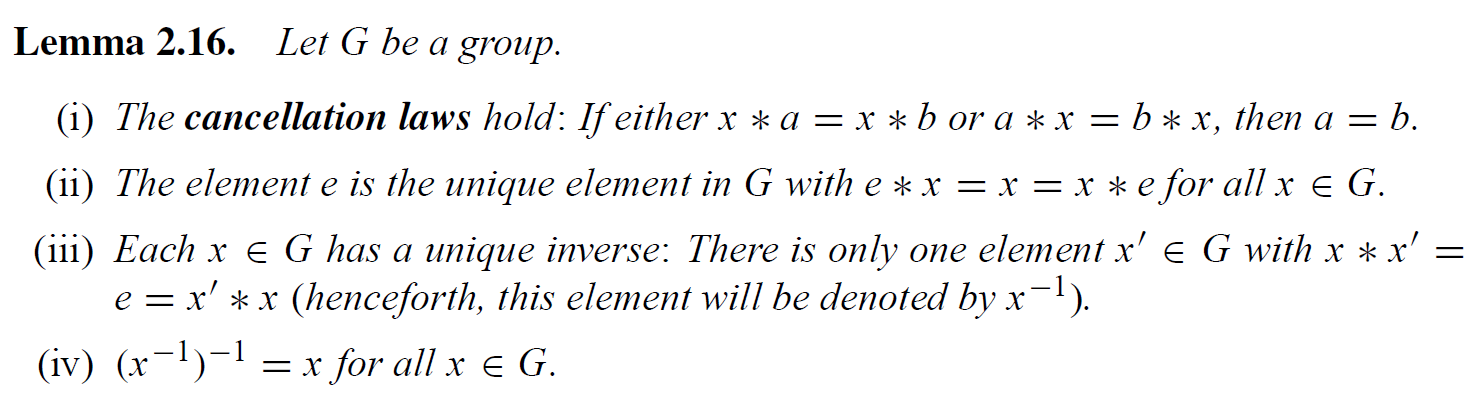 Lemma 2.16. Let G be a group.
(i) The cancellation laws hold: If either x ∗ a = x ∗ b or a ∗ x = b ∗ x, then a = b.
(ii) The element e is the unique element in G with e ∗ x = x = x ∗ e for all x ∈ G.
(iii) Each x ∈ G has a unique inverse: There is only one element x′ ∈ G with x ∗ x′ =
e = x′ ∗ x (henceforth, this element will be denoted by x⁻¹).
(iv) (x⁻¹)⁻¹ = x for all x ∈ G.